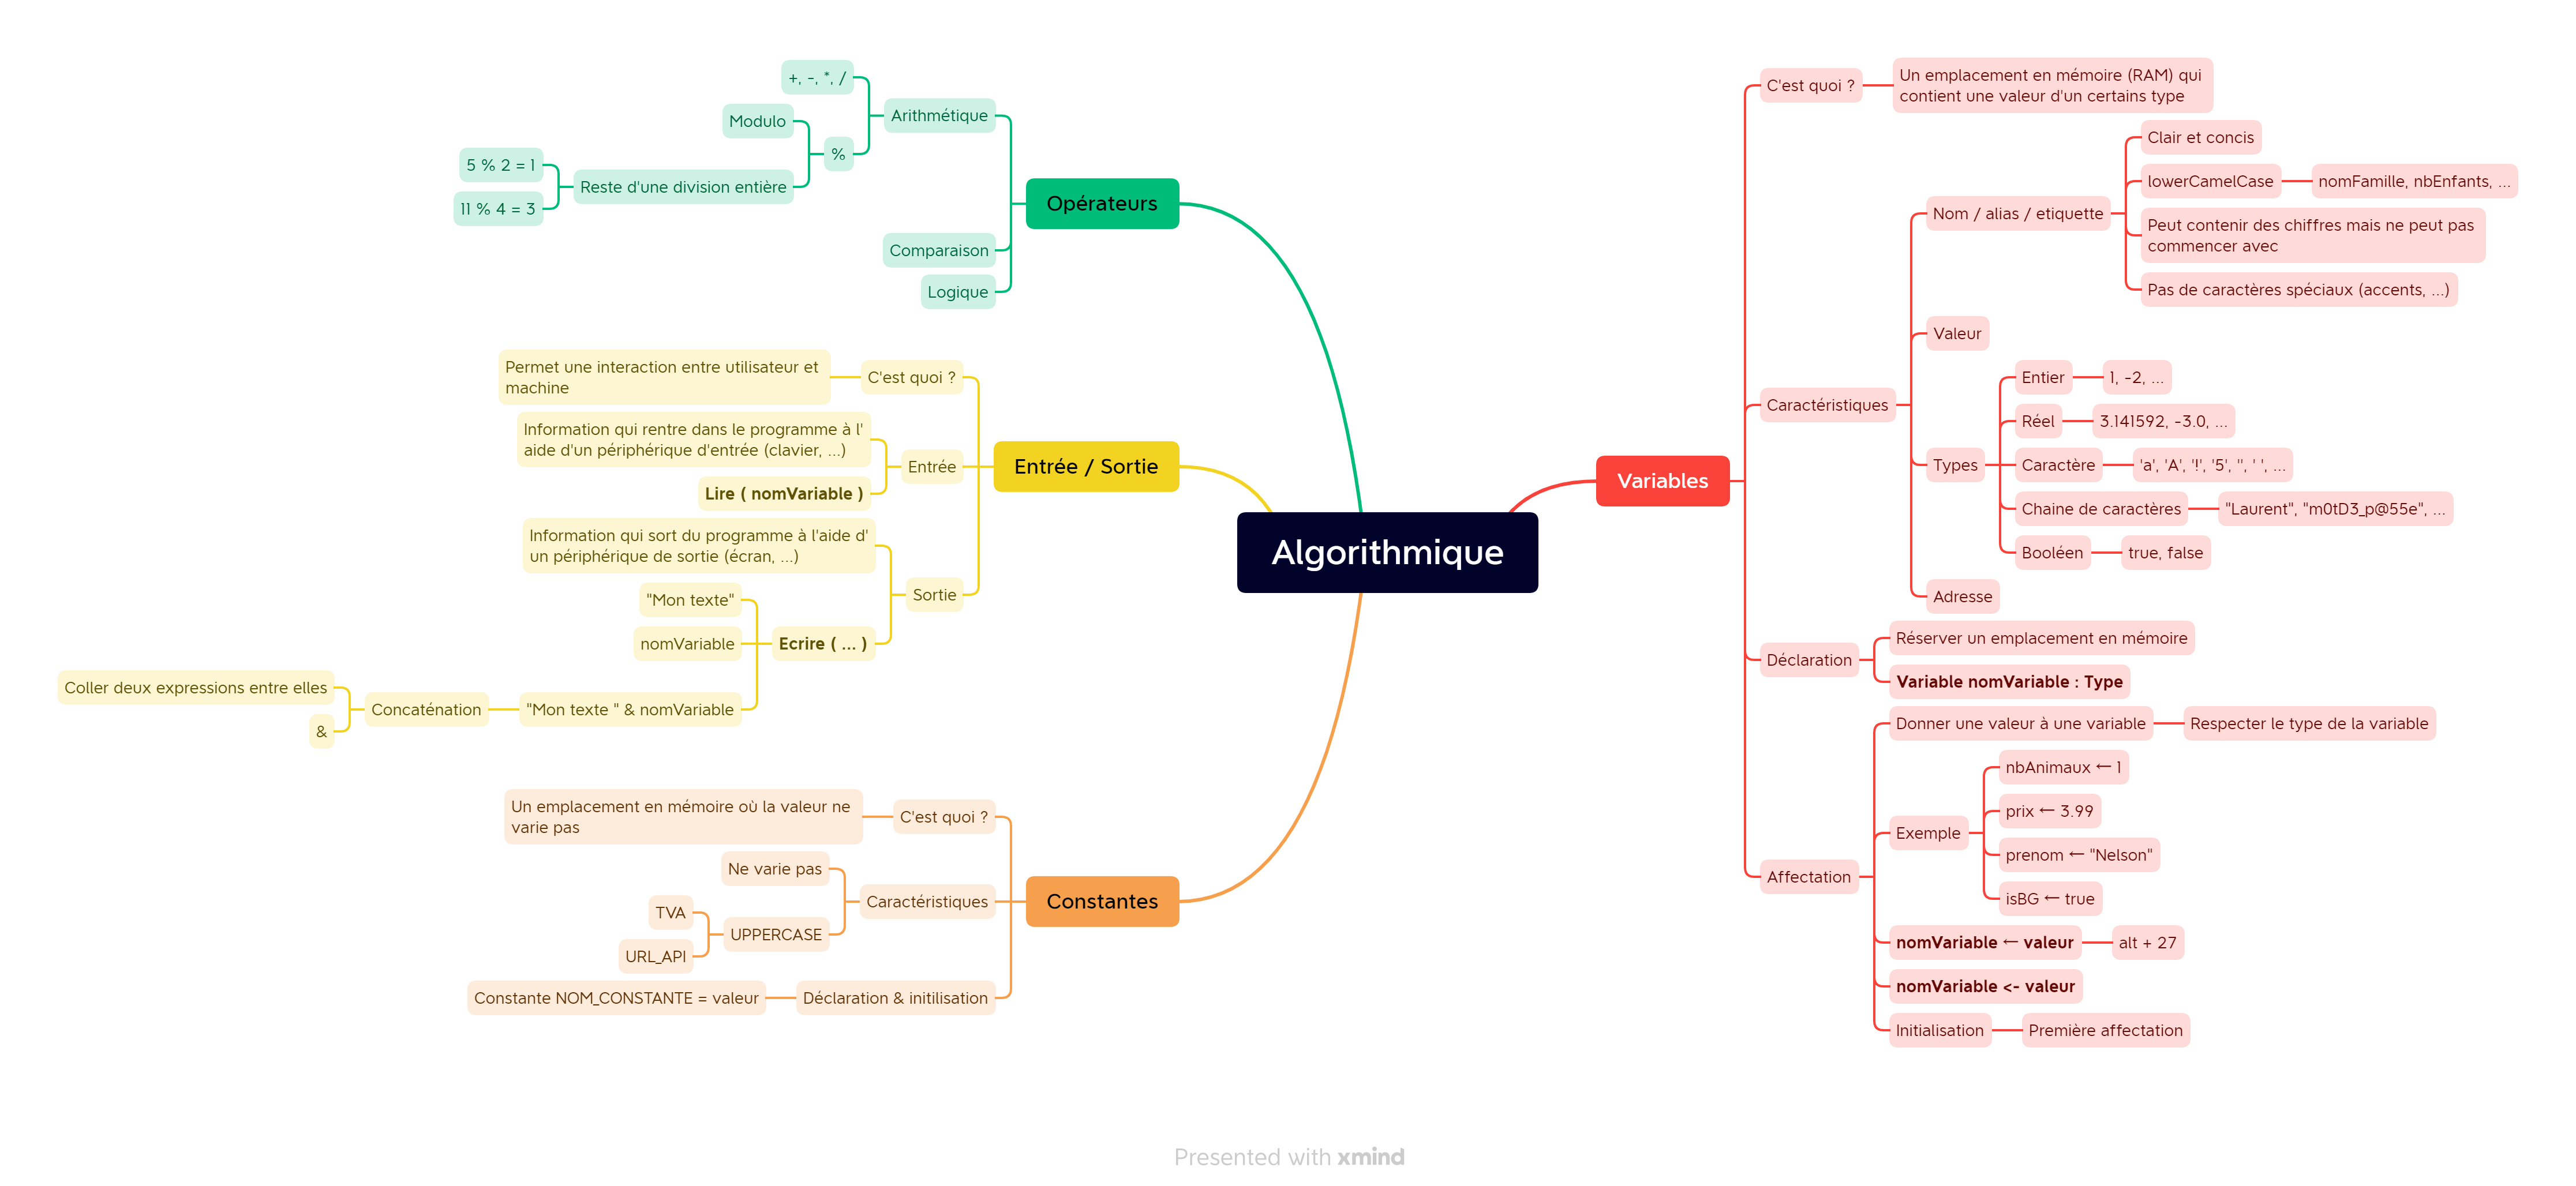 Algorithmique
Variables
C'est quoi ?
Un emplacement en mémoire (RAM) qui
contient une valeur d'un certains type
Caractéristiques
Nom / alias / etiquette
Clair et concis
lowerCamelCase
nomFamille, nbEnfants, ...
Peut contenir des chiffres mais ne peut pas
commencer avec
Pas de caractères spéciaux (accents, ...)
Valeur
Types
Entier
1, -2, ...
Réel
3.141592, -3.0, ...
Caractère
'a', 'A', '!', '5', '', ' ', ...
Chaine de caractères
"Laurent", "m0tD3_p@55e", ...
Booléen
true, false
Adresse
Déclaration
Réserver un emplacement en mémoire
Variable nomVariable : Type
Affectation
Donner une valeur à une variable
Respecter le type de la variable
Exemple
nbAnimaux ← 1
prix ← 3.99
prenom ← "Nelson"
isBG ← true
nomVariable ← valeur
alt + 27
nomVariable <- valeur
Initialisation
Première affectation
Opérateurs
Arithmétique
+, -, *, /
%
Modulo
Reste d'une division entière
5 % 2 = 1
11 % 4 = 3
Comparaison
Logique
Entrée / Sortie
C'est quoi ?
Permet une interaction entre utilisateur et
machine
Entrée
Information qui rentre dans le programme à l'
aide d'un périphérique d'entrée (clavier, ...)
Lire ( nomVariable )
Sortie
Information qui sort du programme à l'aide d'
un périphérique de sortie (écran, ...)
Ecrire ( ... )
"Mon texte"
nomVariable
"Mon texte " & nomVariable
Concaténation
Coller deux expressions entre elles
&
Constantes
C'est quoi ?
Un emplacement en mémoire où la valeur ne
varie pas
Caractéristiques
Ne varie pas
UPPERCASE
TVA
URL_API
Déclaration & initilisation
Constante NOM_CONSTANTE = valeur
Presented with xmind